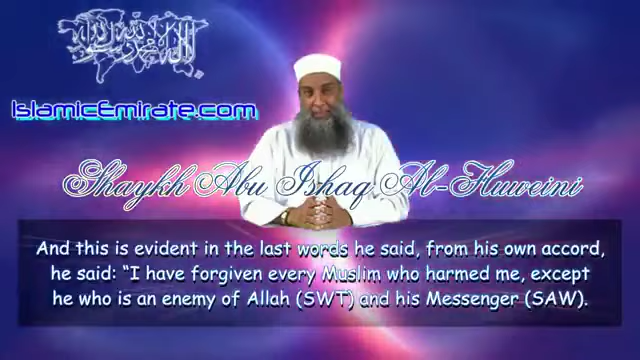 IslamicEmirate.com
Shaykh Abu Ishaq Al-Huweini
And this is evident in the last words he said, from his own accord,
he said: “I have forgiven every Muslim who harmed me, except
he who is an enemy of Allah (SWT) and his Messenger (SAW).